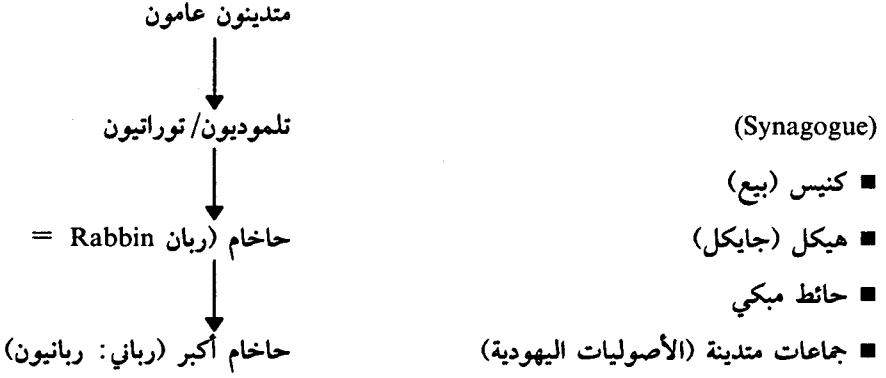 متدينون عامون
(Synagogue)
تلموديون/توراتيون
■ كنيس (بيع)
■ هيكل (جايكل)
حاخام (ربان Rabbin =
■ حائط مبكي
■ جماعات متدينة (الأصوليات اليهودية)
حاخام أكبر (رباني: ربانيون)